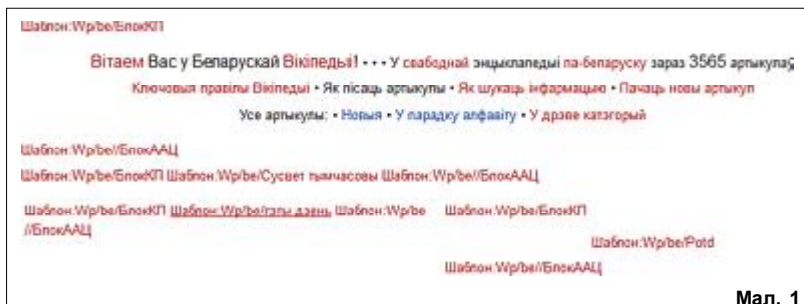 Шаблон:Wp/be/БлокКП
Вітаем Вас у Беларускай Вікіпедыі! • • • У свабоднай энцыклапедыі па-беларуску зараз 3565 артыкулаў
Ключовыя правілы Вікіпедыі • Як пісаць артыкулы • Як шукаць інфармацыю • Пачаць новы артыкул
Усе артыкулы: • Новыя • У парадку алфавіту • У дрэве катэгорый
Шаблон:Wp/be//БлокААЦ
Шаблон:Wp/be/БлокКП Шаблон:Wp/be/Сусвет тымчасовы Шаблон:Wp/be//БлокААЦ
Шаблон:Wp/be/БлокКП Шаблон:Wp/be/гэты дзень Шаблон:Wp/be
//БлокААЦ
Шаблон:Wp/be/БлокКП
Шаблон:Wp/be/Potd
Шаблон:Wp/be//БлокААЦ
Мал. 1